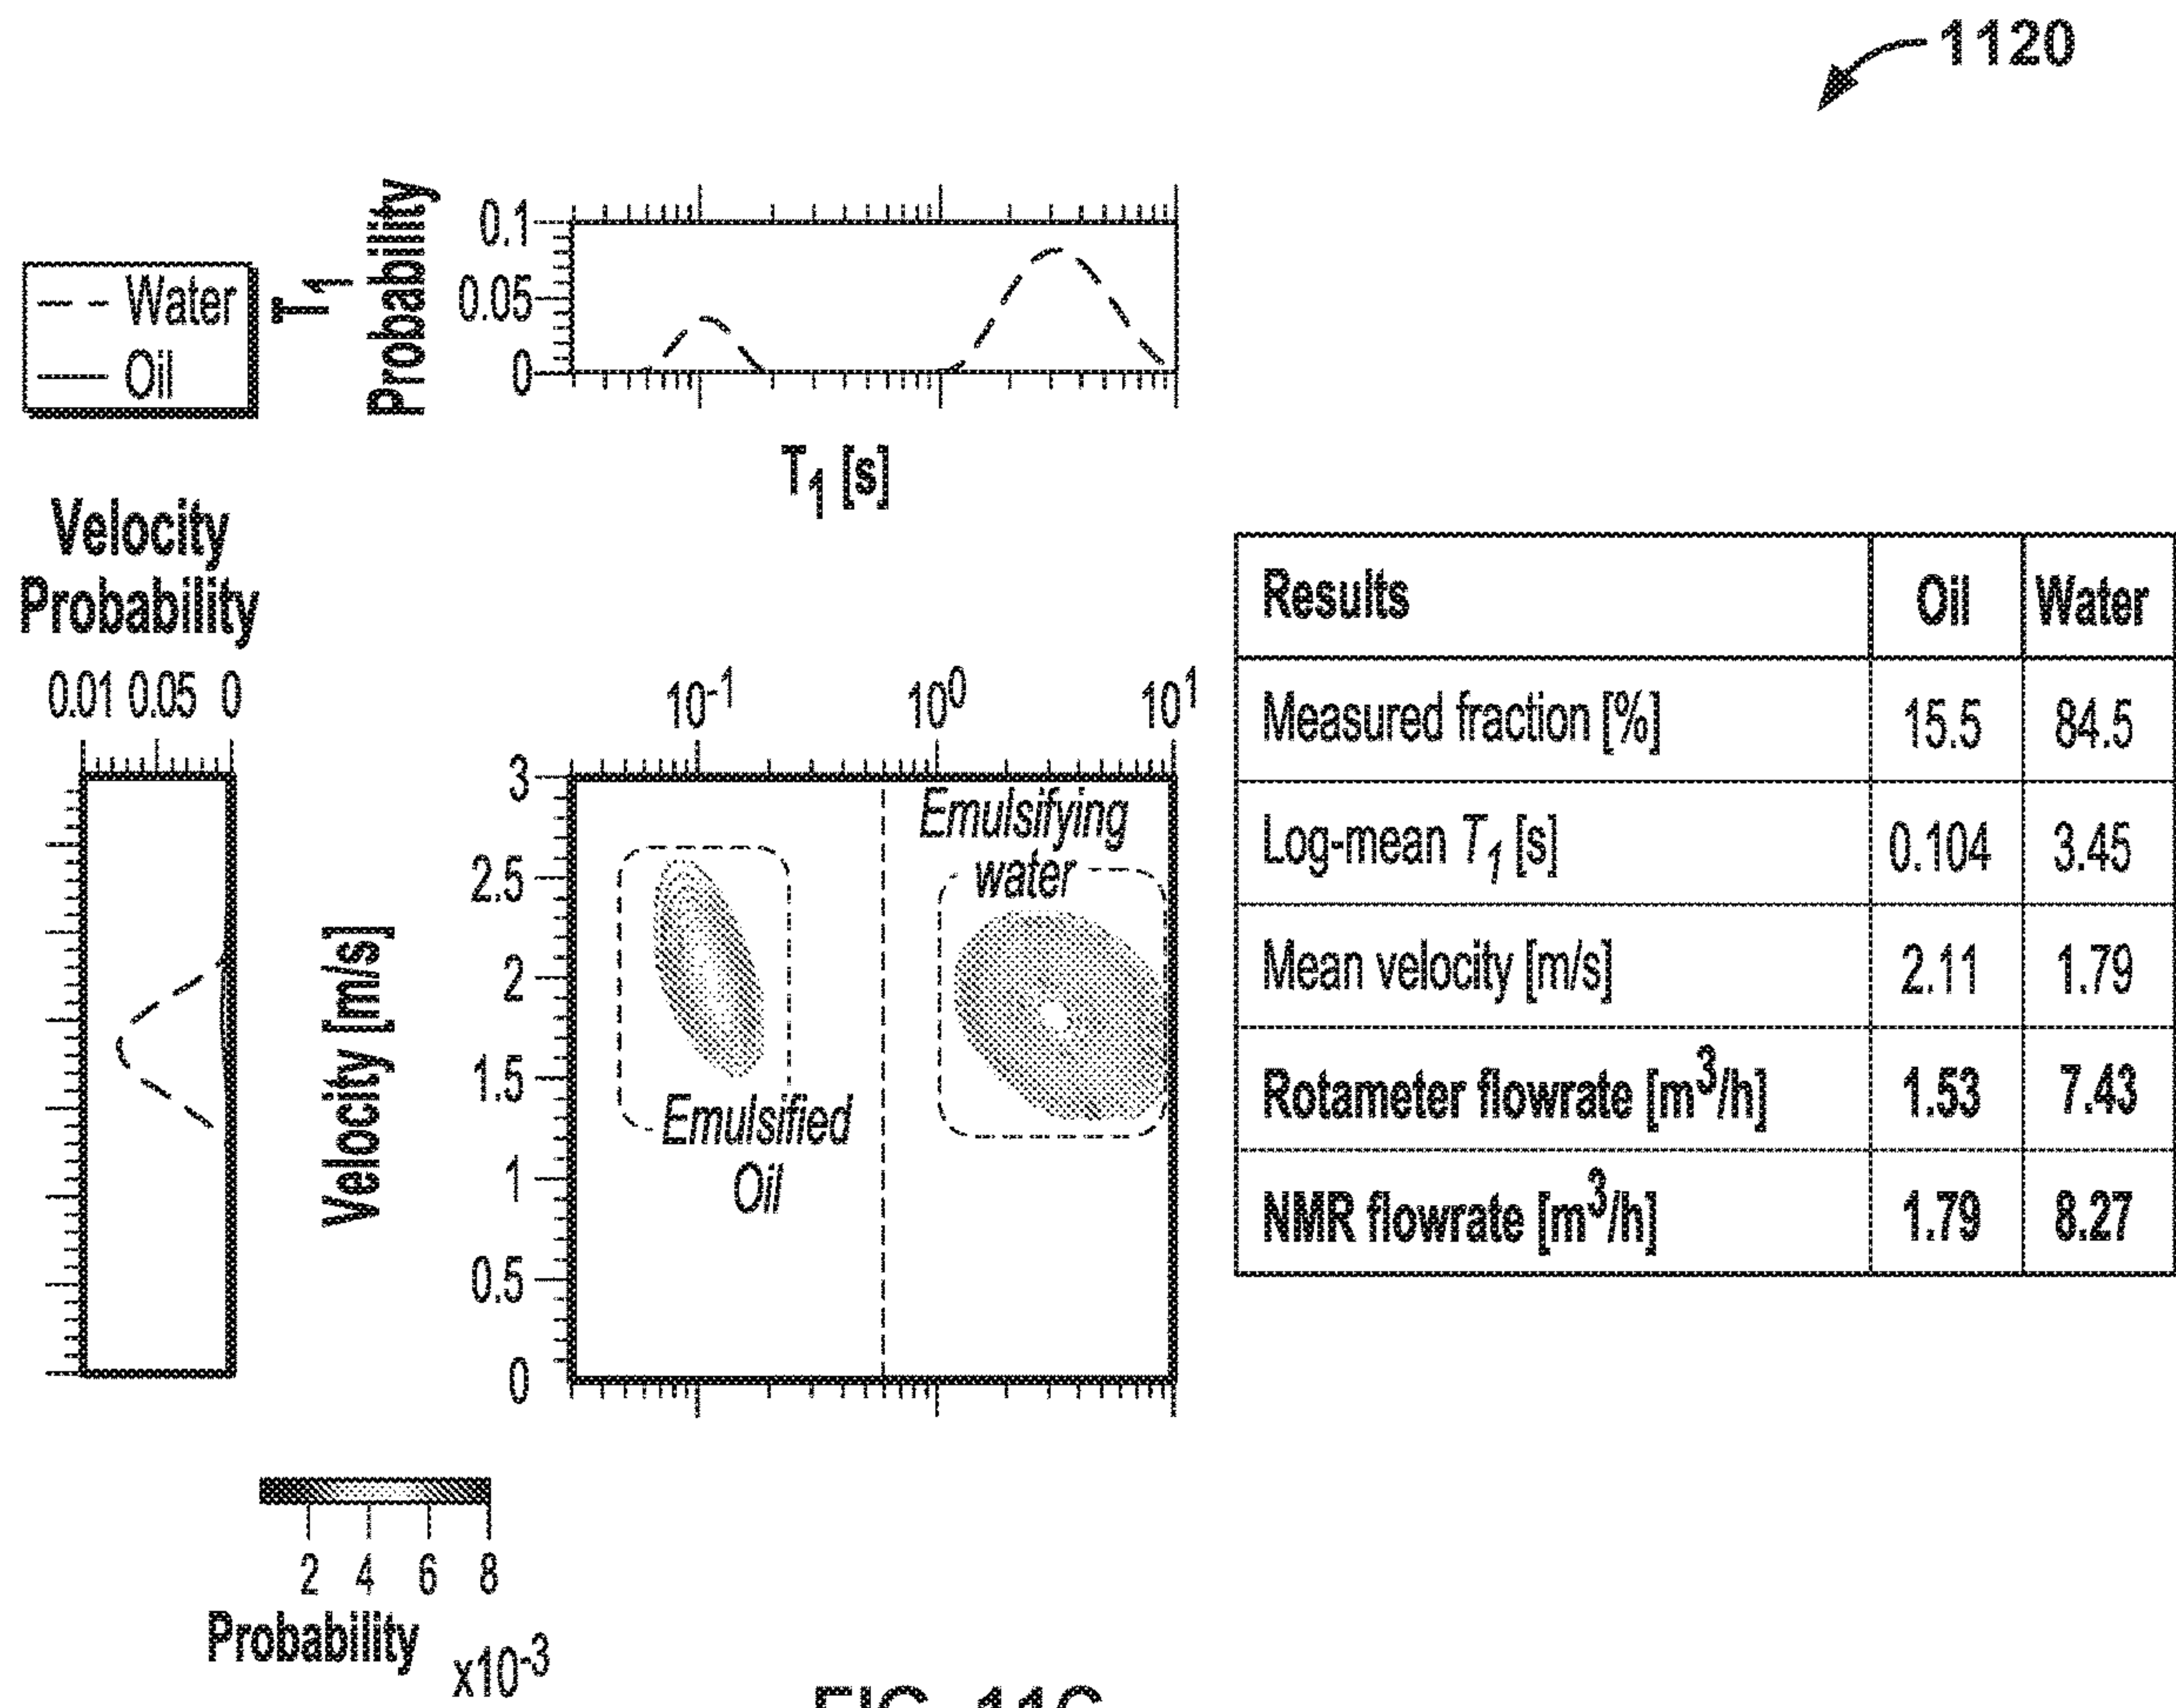 1120
Water
Oil
T1
Probability
0.1
0.05
0
T1 [s]
Velocity
Probability
0.01 0.05 0
Velocity [m/s]
10-1 100 101
3
2.5
2
1.5
1
0.5
0
Emulsifying
water
Emulsified
Oil
Results Oil Water
Measured fraction [%] 15.5 84.5
Log-mean T1 [s] 0.104 3.45
Mean velocity [m/s] 2.11 1.79
Rotameter flowrate [m3/h] 1.53 7.43
NMR flowrate [m3/h] 1.79 8.27
2 4 6 8
Probability
x10-3
FIG. 11C